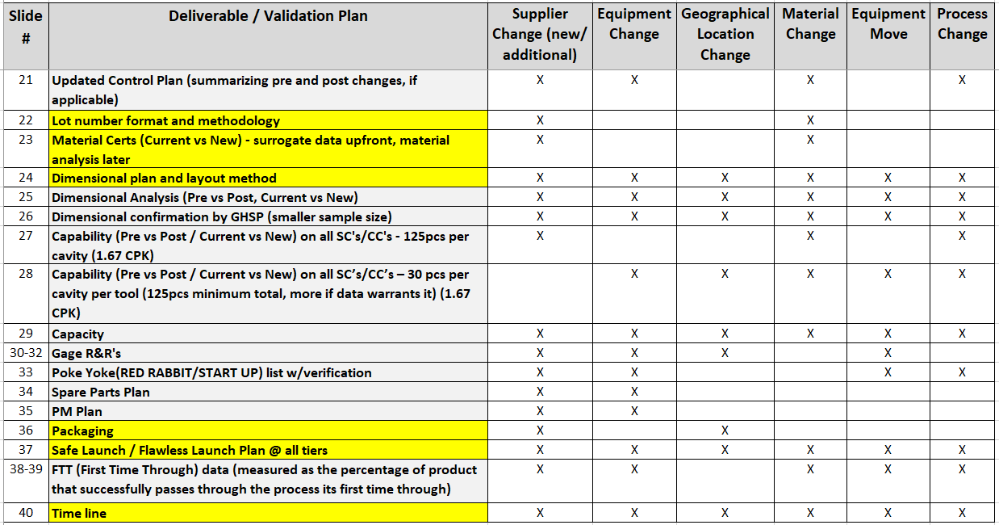 Slide # Deliverable / Validation Plan Supplier Change (new/ additional) Equipment Change Geographical Location Change Material Change Equipment Move Process Change
21 Updated Control Plan (summarizing pre and post changes, if applicable) X X X X
22 Lot number format and methodology X X
23 Material Certs (Current vs New) - surrogate data upfront, material analysis later X X
24 Dimensional plan and layout method X X X X X X
25 Dimensional Analysis (Pre vs Post, Current vs New) X X X X X X
26 Dimensional confirmation by GHSP (smaller sample size) X X X X X X
27 Capability (Pre vs Post / Current vs New) on all SC's/CC's - 125pcs per cavity (1.67 CPK) X X X
28 Capability (Pre vs Post / Current vs New) on all SC’s/CC’s – 30 pcs per cavity per tool (125pcs minimum total, more if data warrants it) (1.67 CPK) X X X X X
29 Capacity X X X X X X
30-32 Gage R&R's X X X X
33 Poke Yoke(RED RABBIT/START UP) list w/verification X X X X
34 Spare Parts Plan X X
35 PM Plan X X
36 Packaging X X
37 Safe Launch / Flawless Launch Plan @ all tiers X X X X X X
38-39 FTT (First Time Through) data (measured as the percentage of product that successfully passes through the process its first time through) X X X X X
40 Time line X X X X X X